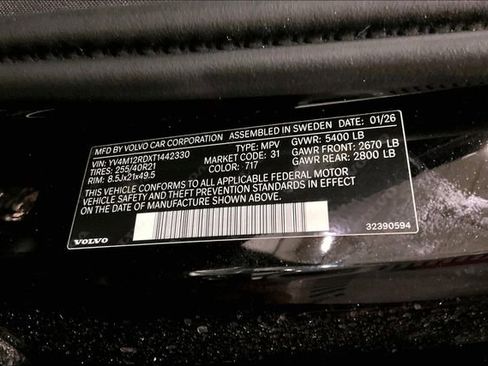 MFD BY VOLVO CAR CORPORATION ASSEMBLED IN SWEDEN DATE: 01/26
VIN: YV4M12RDXT1442330 TYPE: MPV GVWR: 5400 LB
TIRES: 255/40R21 MARKET CODE: 31 GAWR FRONT: 2670 LB
RIM: 8.5Jx21x49.5 COLOR: 717 GAWR REAR: 2800 LB
THIS VEHICLE CONFORMS TO ALL APPLICABLE FEDERAL MOTOR
VEHICLE SAFETY AND THEFT PREVENTION STANDARDS IN EFFECT
ON THE DATE OF MANUFACTURE SHOWN ABOVE.
VOLVO 32390594